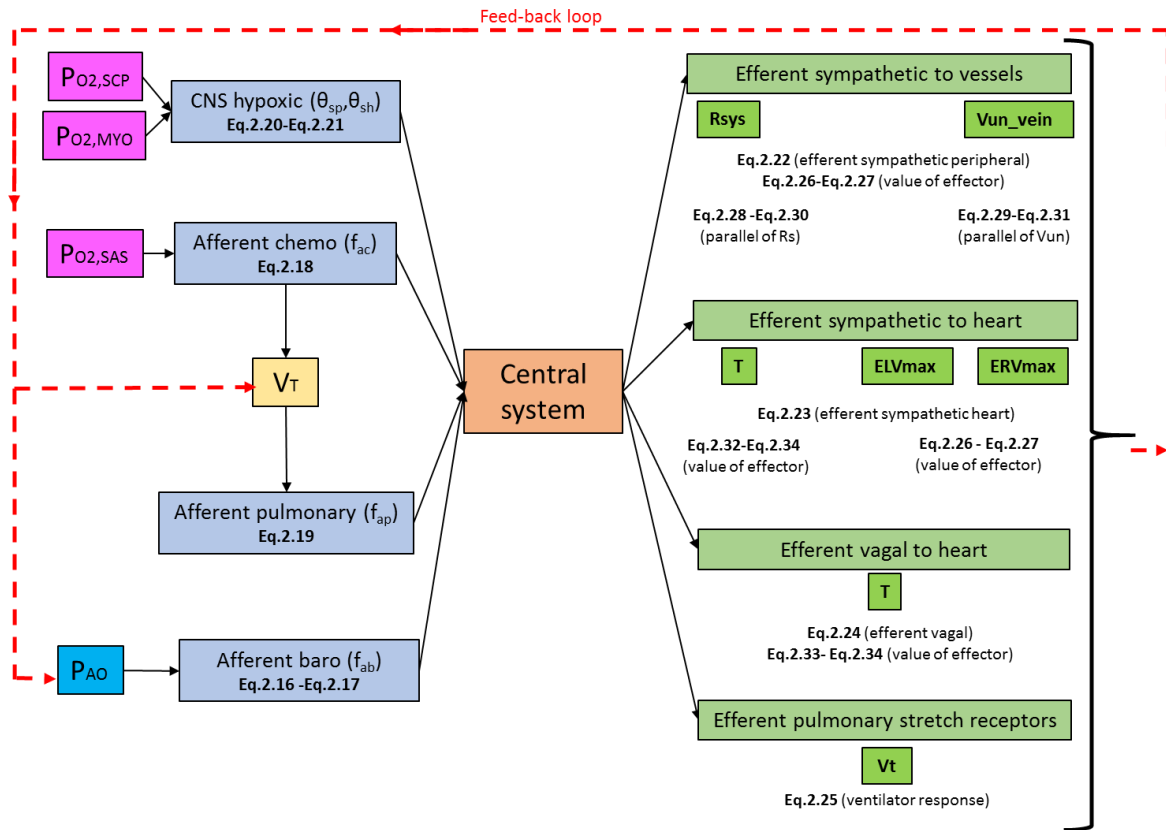 Feed-back loop
PO2,SCP
PO2,MYO
CNS hypoxic (θsp,θsh)
Eq.2.20-Eq.2.21
PO2,SAS
Afferent chemo (fac)
Eq.2.18
VT
Afferent pulmonary (fap)
Eq.2.19
PAO
Afferent baro (fab)
Eq.2.16 -Eq.2.17
Central
system
Efferent sympathetic to vessels
Rsys
Vun_vein
Eq.2.22 (efferent sympathetic peripheral)
Eq.2.26-Eq.2.27 (value of effector)
Eq.2.28 -Eq.2.30
(parallel of Rs)
Eq.2.29-Eq.2.31
(parallel of Vun)
Efferent sympathetic to heart
T
ELVmax
ERVmax
Eq.2.23 (efferent sympathetic heart)
Eq.2.32-Eq.2.34
(value of effector)
Eq.2.26 - Eq.2.27
(value of effector)
Efferent vagal to heart
T
Eq.2.24 (efferent vagal)
Eq.2.33- Eq.2.34 (value of effector)
Efferent pulmonary stretch receptors
Vt
Eq.2.25 (ventilator response)